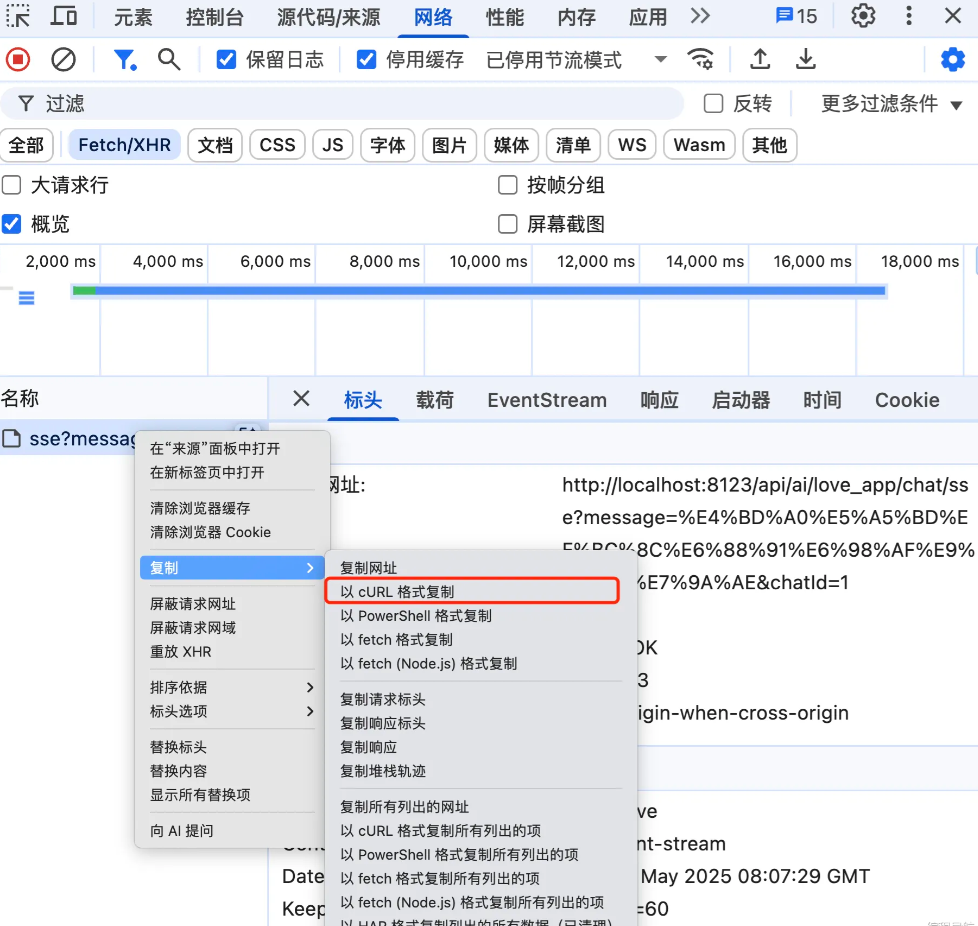 元素 控制台 源代码/来源 网络 性能 内存 应用 15
保留日志 停用缓存 已停用节流模式
过滤 反转 更多过滤条件
全部 Fetch/XHR 文档 CSS JS 字体 图片 媒体 清单 WS Wasm 其他
大请求行 按帧分组
概览 屏幕截图
2,000 ms 4,000 ms 6,000 ms 8,000 ms 10,000 ms 12,000 ms 14,000 ms 16,000 ms 18,000 ms
名称 标头 载荷 EventStream 响应 启动器 时间 Cookie
sse?messag
在“来源”面板中打开
在新标签页中打开
清除浏览器缓存
清除浏览器 Cookie
复制
屏蔽请求网址
屏蔽请求网域
重放 XHR
排序依据
标头选项
替换标头
替换内容
显示所有替换项
向 AI 提问
复制网址
以 cURL 格式复制
以 PowerShell 格式复制
以 fetch 格式复制
以 fetch (Node.js) 格式复制
复制请求标头
复制响应标头
复制响应
复制堆栈轨迹
复制所有列出的网址
以 cURL 格式复制所有列出的项
以 PowerShell 格式复制所有列出的项
以 fetch 格式复制所有列出的项
以 fetch (Node.js) 格式复制所有列出的项
以 HAR 格式复制列出的所有数据（已清理）
网址:
http://localhost:8123/api/ai/love_app/chat/ss
e?message=%E4%BD%A0%E5%A5%BD%E
F%BC%8C%E6%88%91%E6%98%AF%E9%
%E7%9A%AE&chatId=1
OK
3
igin-when-cross-origin
ve
nt-stream
Date May 2025 08:07:29 GMT
Keep =60